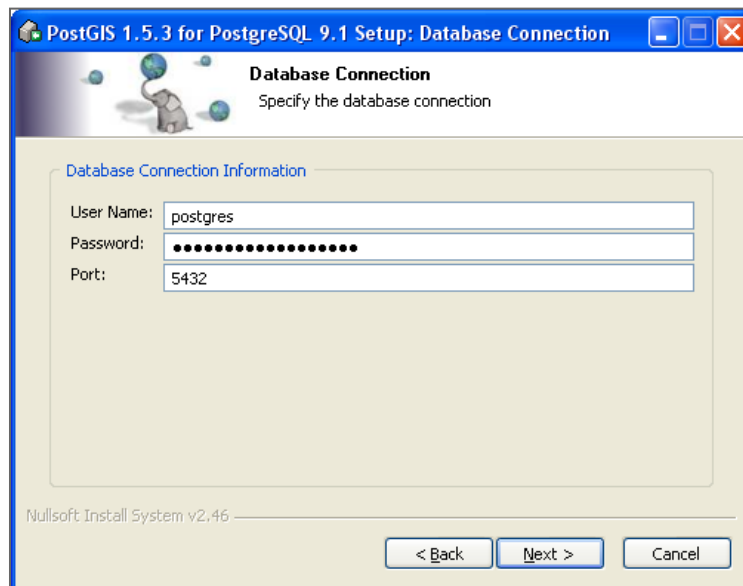 PostGIS 1.5.3 for PostgreSQL 9.1 Setup: Database Connection
Database Connection
Specify the database connection
Database Connection Information
User Name: postgres
Password: ●●●●●●●●●●●●●●●●●●
Port: 5432
Nullsoft Install System v2.46
< Back Next > Cancel